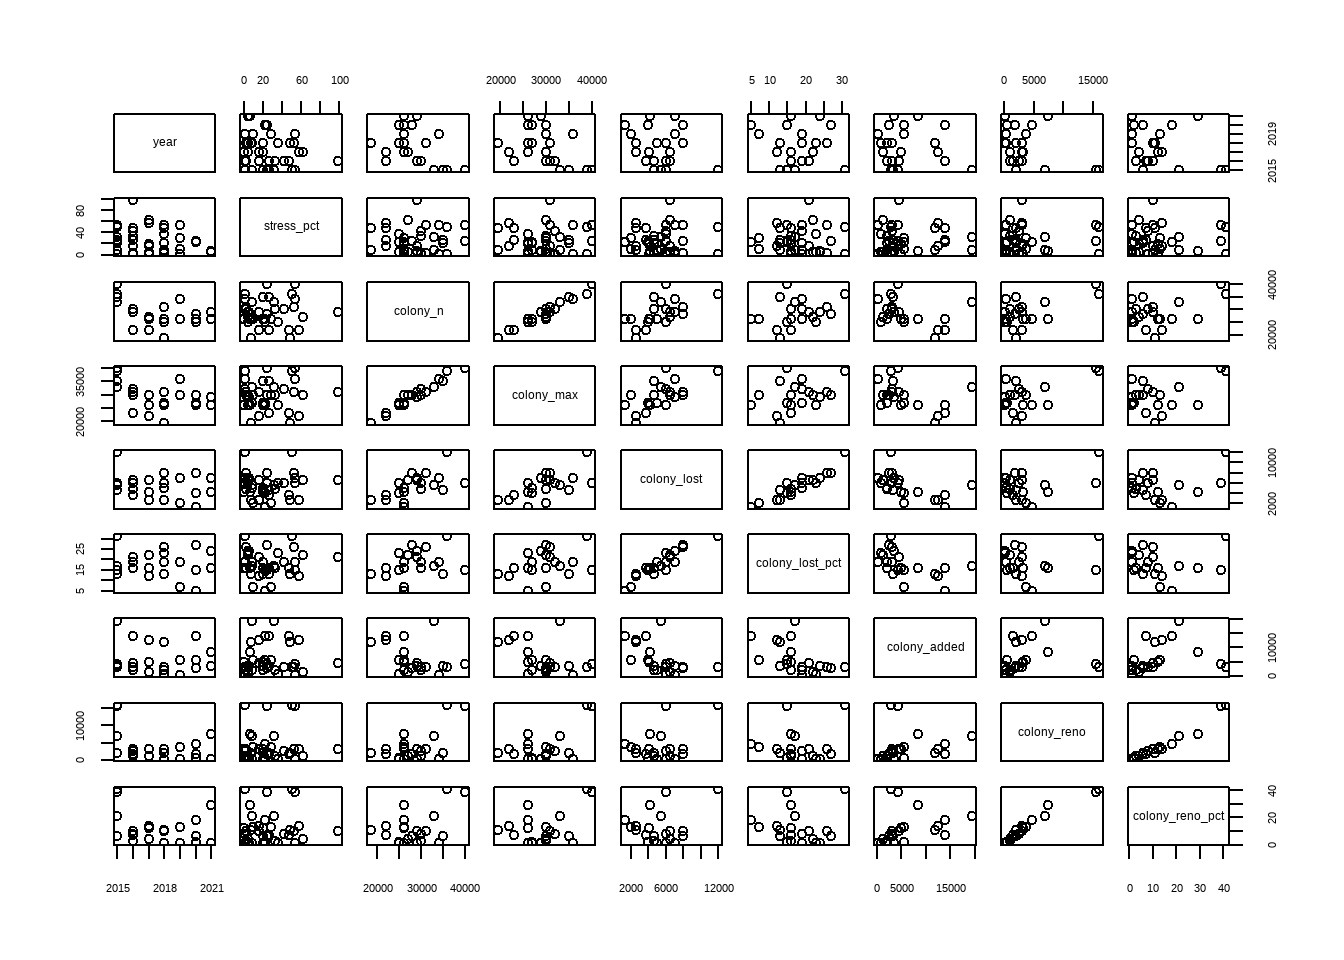 0 20 60 100 20000 30000 40000 5 10 20 30 0 5000 15000
year 2015 2019
0 40 80 stress_pct
colony_n 20000 40000
20000 35000 colony_max
colony_lost 2000 10000
5 15 25 colony_lost_pct
colony_added 0 10000
0 10000 colony_reno
colony_reno_pct 0 20 40
2015 2018 2021 20000 30000 40000 2000 6000 12000 0 5000 15000 0 10 20 30 40